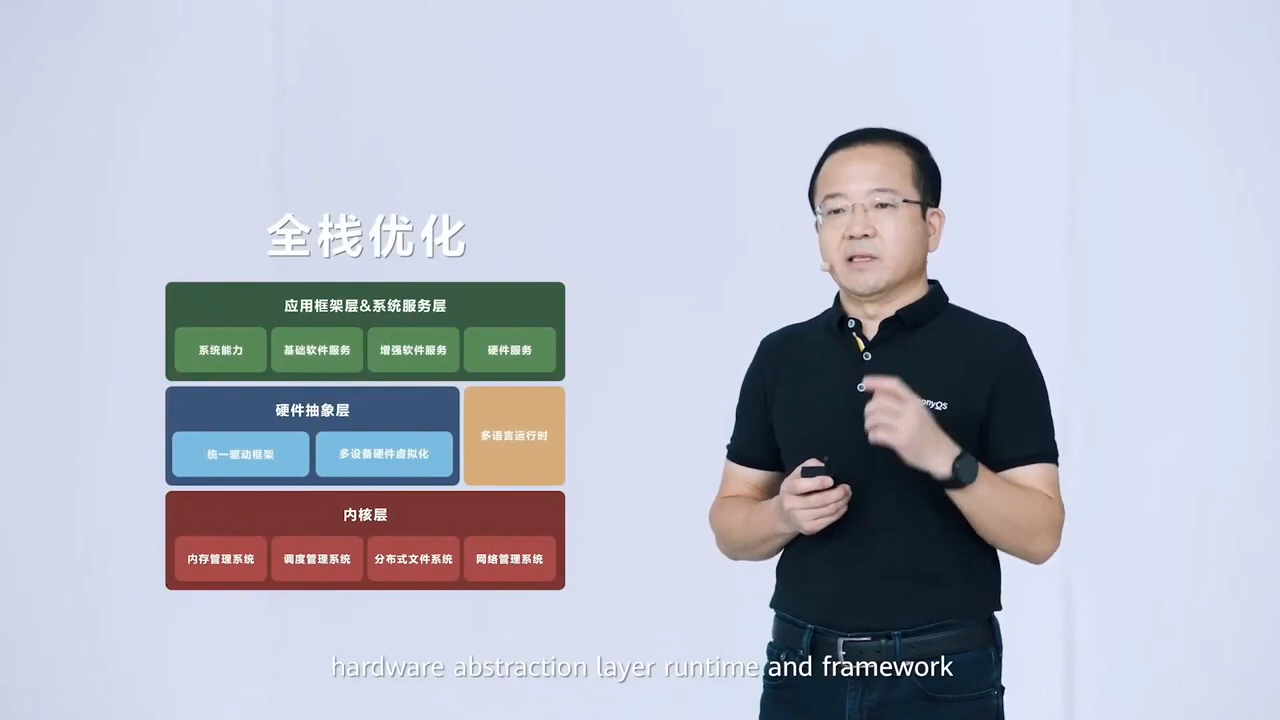 全栈优化
应用框架层&系统服务层
系统能力
基础软件服务
增强软件服务
硬件服务
硬件抽象层
统一驱动框架
多设备硬件虚拟化
多语言运行时
内核层
内存管理系统
调度管理系统
分布式文件系统
网络管理系统
onyOS
hardware abstraction layer runtime and framework